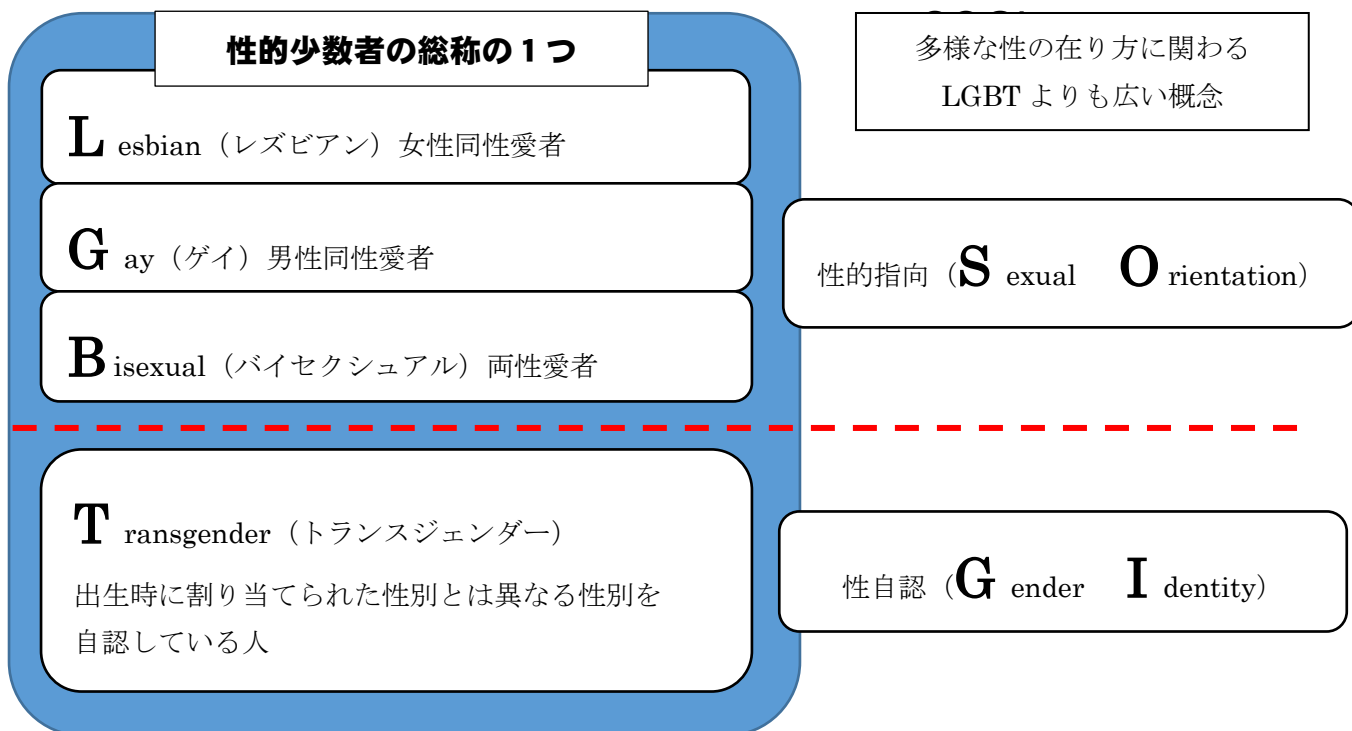 性的少数者の総称の１つ
Lesbian（レズビアン）女性同性愛者
Gay（ゲイ）男性同性愛者
Bisexual（バイセクシュアル）両性愛者
Transgender（トランスジェンダー）
出生時に割り当てられた性別とは異なる性別を
自認している人
多様な性の在り方に関わる
LGBT よりも広い概念
性的指向（Sexual Orientation）
性自認（Gender Identity）